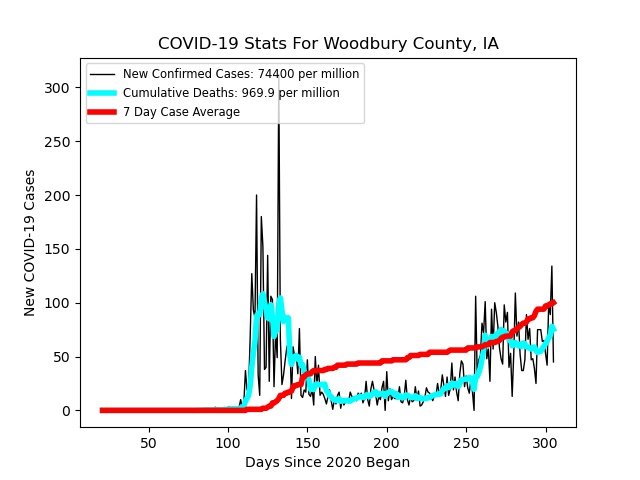 COVID-19 Stats For Woodbury County, IA
New Confirmed Cases: 74400 per million
Cumulative Deaths: 969.9 per million
7 Day Case Average
300
250
200
150
100
50
0
New COVID-19 Cases
50 100 150 200 250 300
Days Since 2020 Began